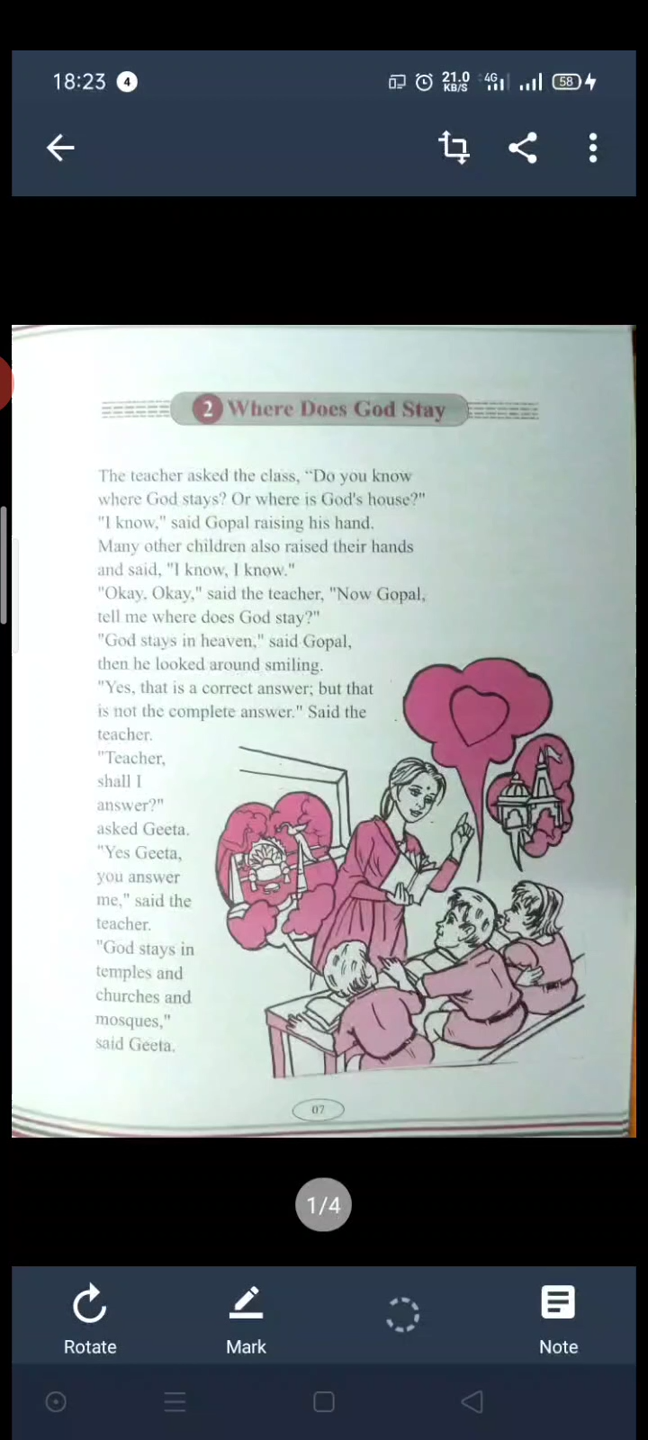 18:23 4 21.0 KB/S 4G 58
2 Where Does God Stay
The teacher asked the class, “Do you know
where God stays? Or where is God's house?"
"I know," said Gopal raising his hand.
Many other children also raised their hands
and said, "I know, I know."
"Okay, Okay," said the teacher, "Now Gopal,
tell me where does God stay?"
"God stays in heaven," said Gopal,
then he looked around smiling.
"Yes, that is a correct answer; but that
is not the complete answer." Said the
teacher.
"Teacher,
shall I
answer?"
asked Geeta.
"Yes Geeta,
you answer
me," said the
teacher.
"God stays in
temples and
churches and
mosques,"
said Geeta.
07
1/4
Rotate Mark Note